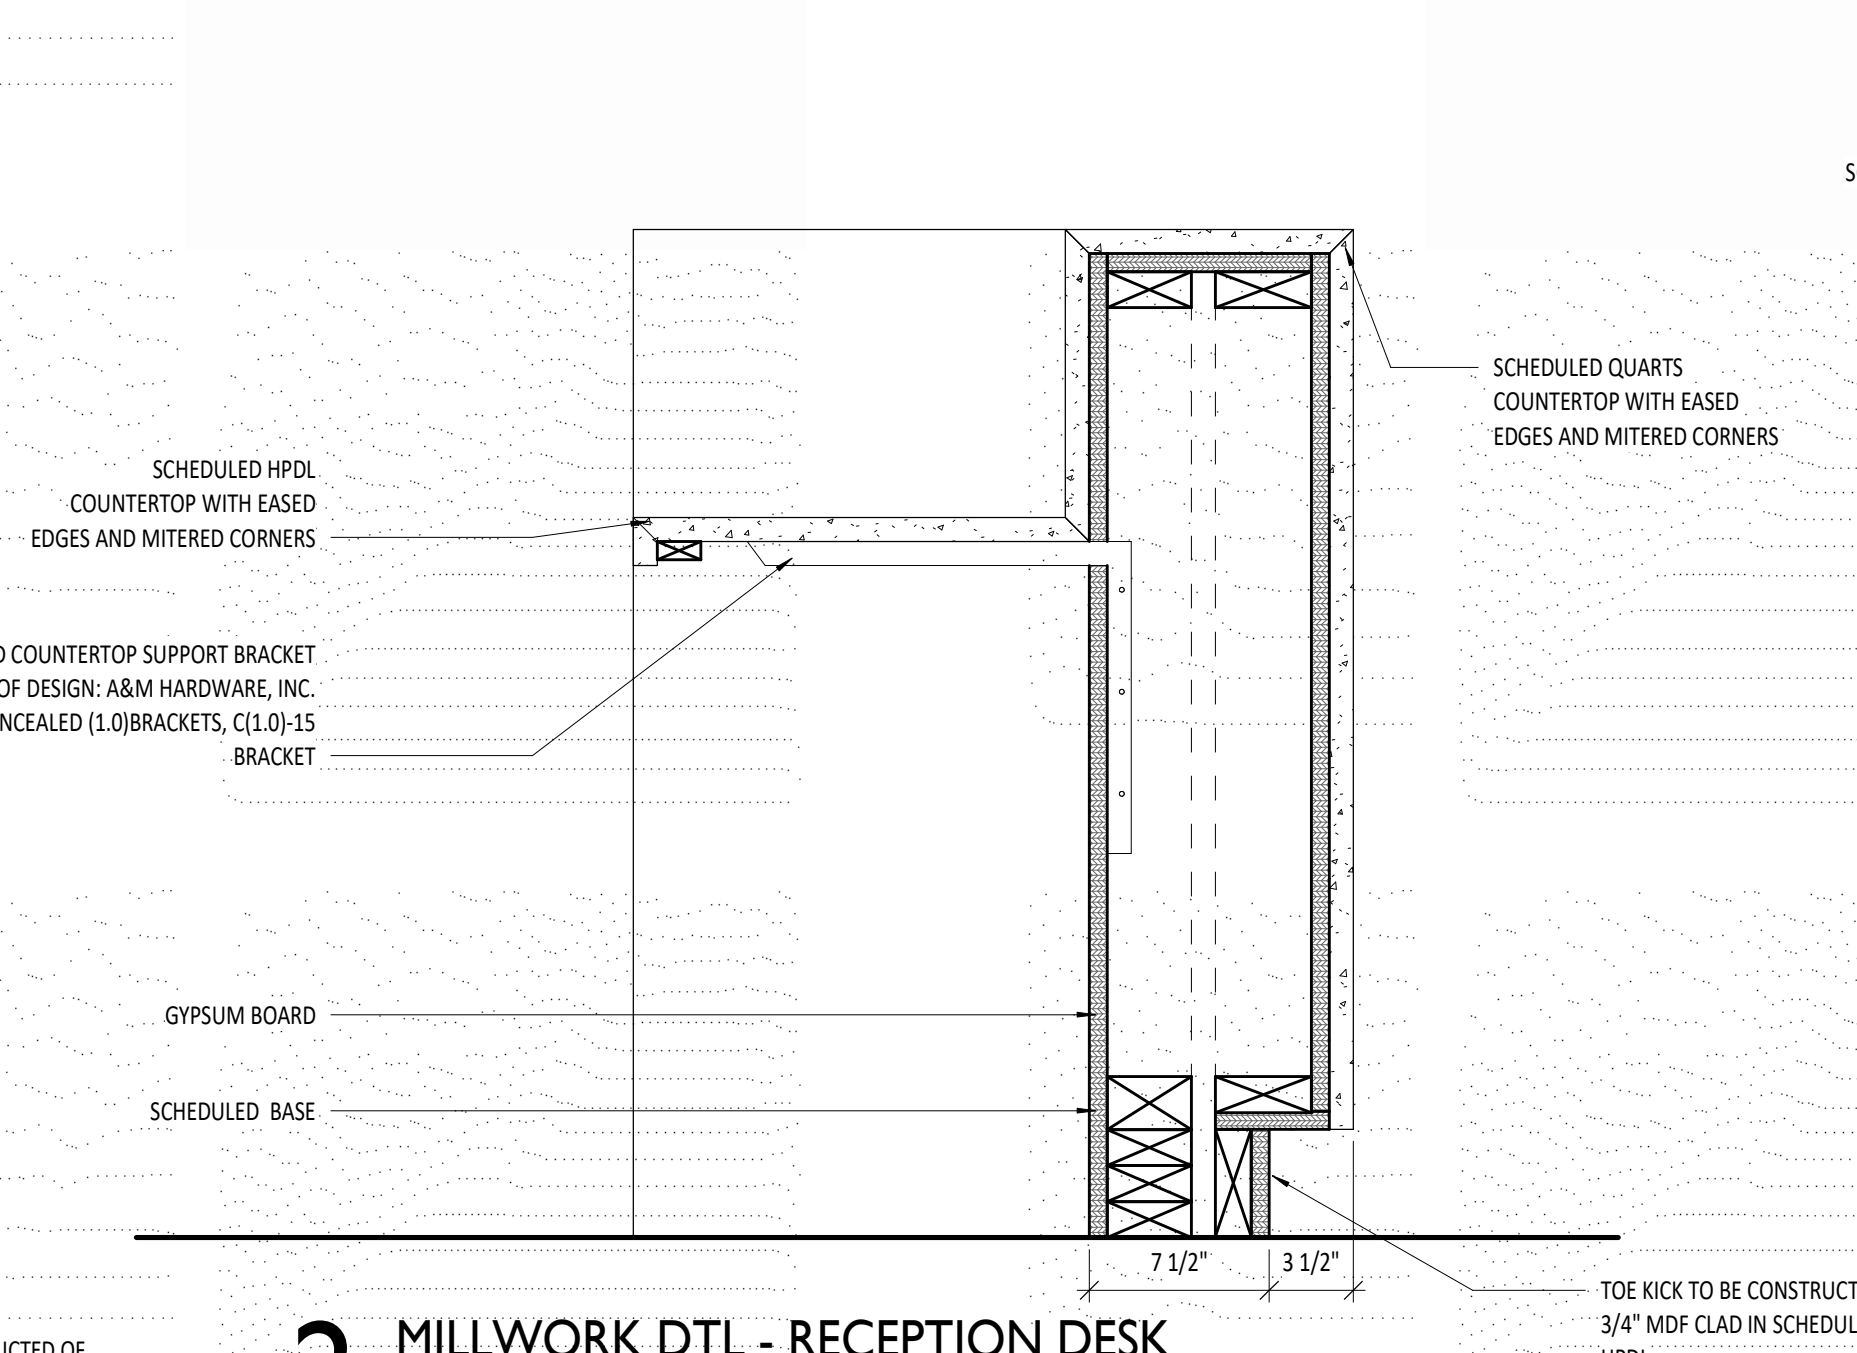 SCHEDULED QUARTS
COUNTERTOP WITH EASED
EDGES AND MITERED CORNERS
SCHEDULED HPDL
COUNTERTOP WITH EASED
EDGES AND MITERED CORNERS
COUNTERTOP SUPPORT BRACKET
OF DESIGN: A&M HARDWARE, INC.
NCEALED (1.0)BRACKETS, C(1.0)-15
BRACKET
GYPSUM BOARD
SCHEDULED BASE
7 1/2" 3 1/2"
TOE KICK TO BE CONSTRUCT
3/4" MDF CLAD IN SCHEDUL
MILLWORK DTL - RECEPTION DESK
UCTED OF